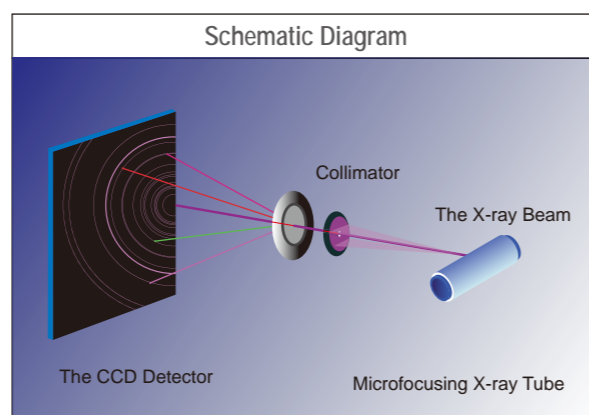 Schematic Diagram
Collimator
The X-ray Beam
The CCD Detector
Microfocusing X-ray Tube